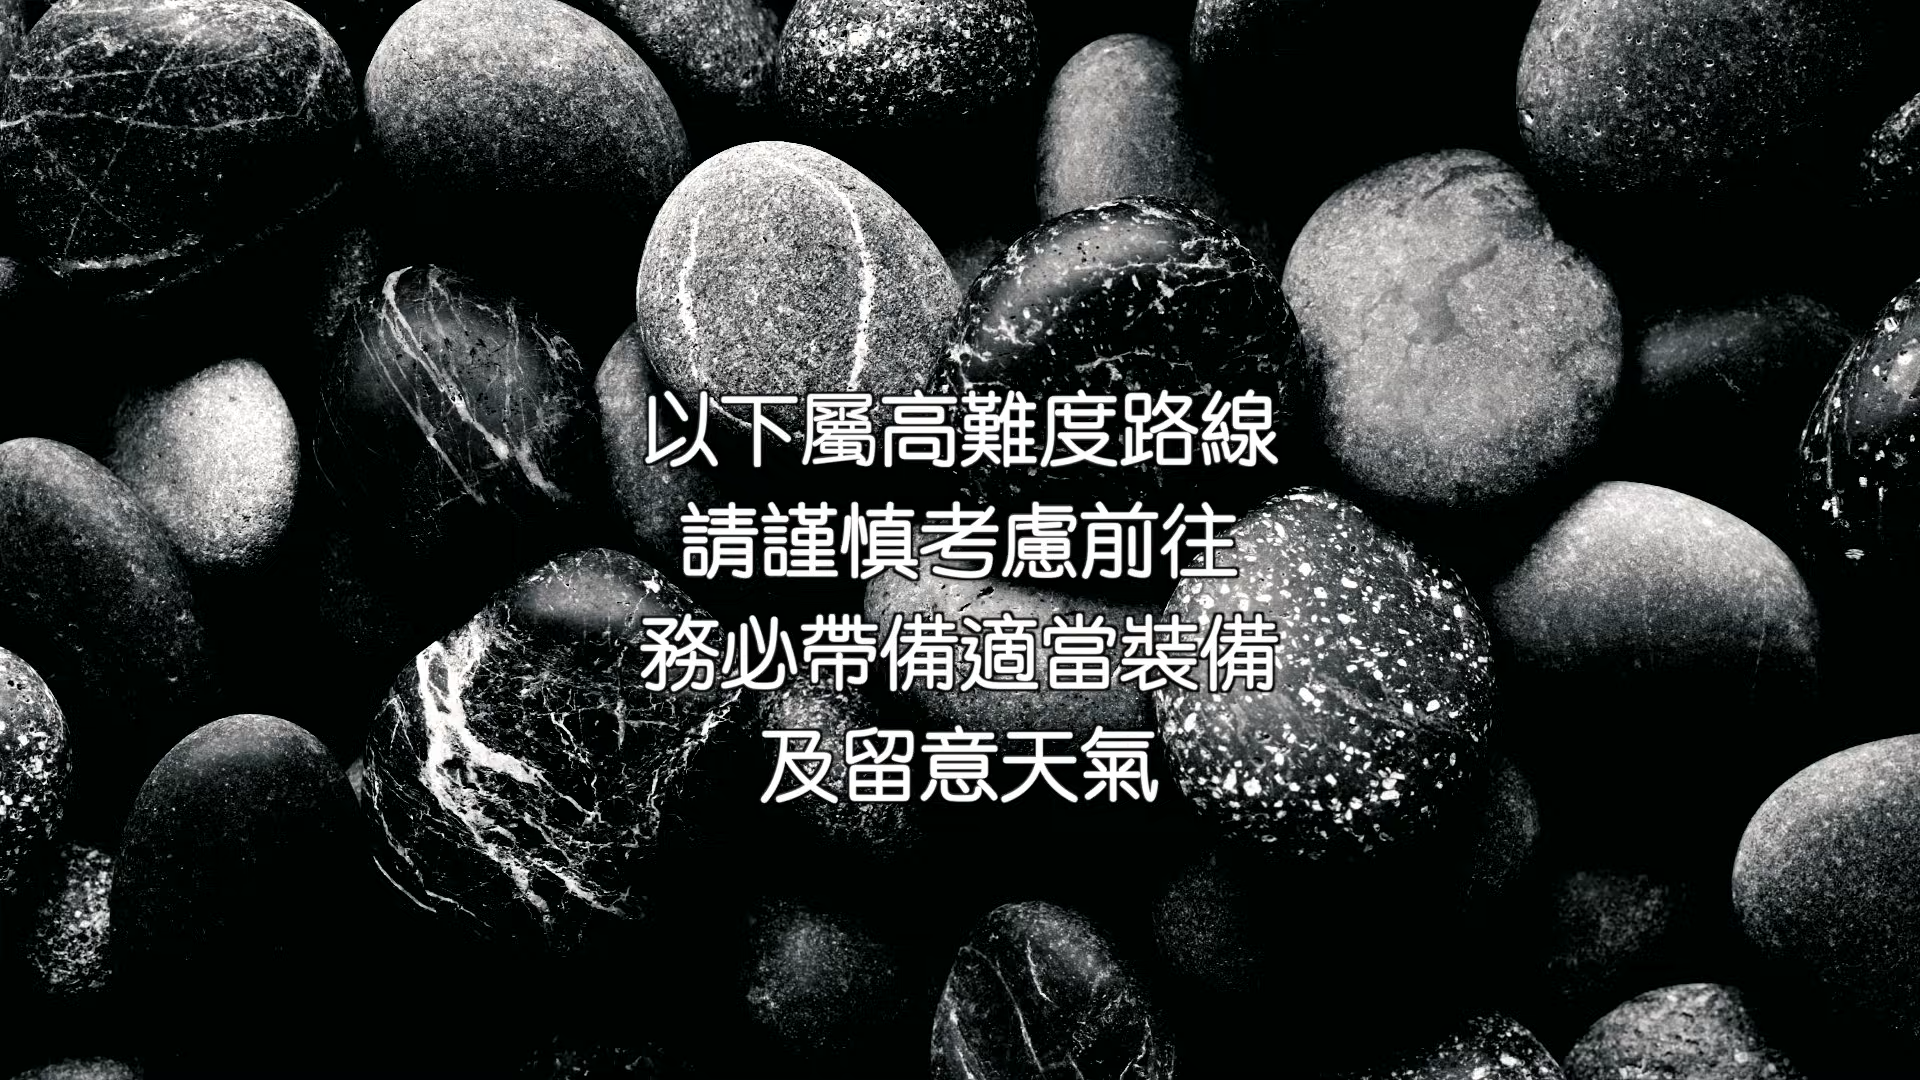 以下屬高難度路線
請謹慎考慮前往
務必帶備適當裝備
及留意天氣